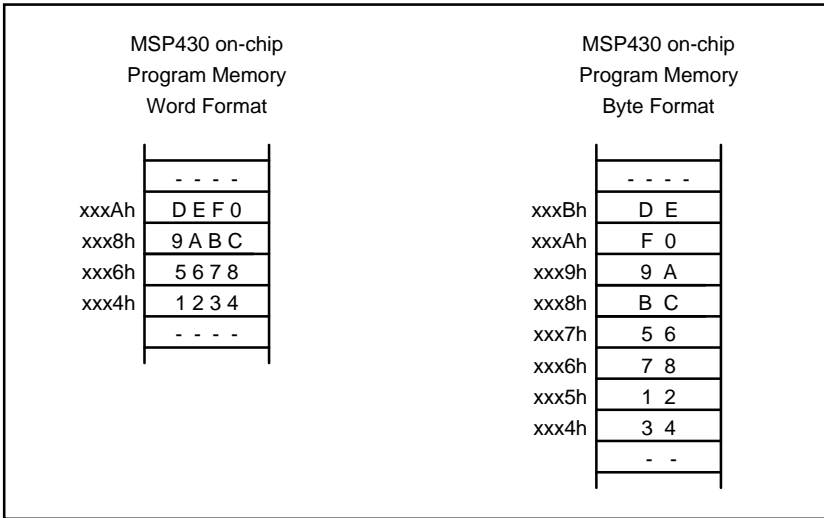 MSP430 on-chip
Program Memory
Word Format
- - - -
xxxAh D E F 0
xxx8h 9 A B C
xxx6h 5 6 7 8
xxx4h 1 2 3 4
- - - -
MSP430 on-chip
Program Memory
Byte Format
- - - -
xxxBh D E
xxxAh F 0
xxx9h 9 A
xxx8h B C
xxx7h 5 6
xxx6h 7 8
xxx5h 1 2
xxx4h 3 4
- -